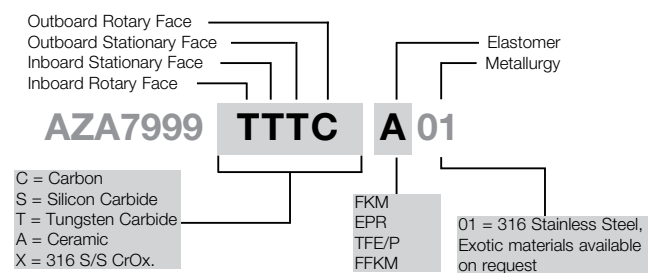 Outboard Rotary Face
Outboard Stationary Face
Inboard Stationary Face
Inboard Rotary Face
Elastomer
Metallurgy
AZA7999 TTTC A 01
C = Carbon
S = Silicon Carbide
T = Tungsten Carbide
A = Ceramic
X = 316 S/S CrOx.
FKM
EPR
TFE/P
FFKM
01 = 316 Stainless Steel,
Exotic materials available
on request